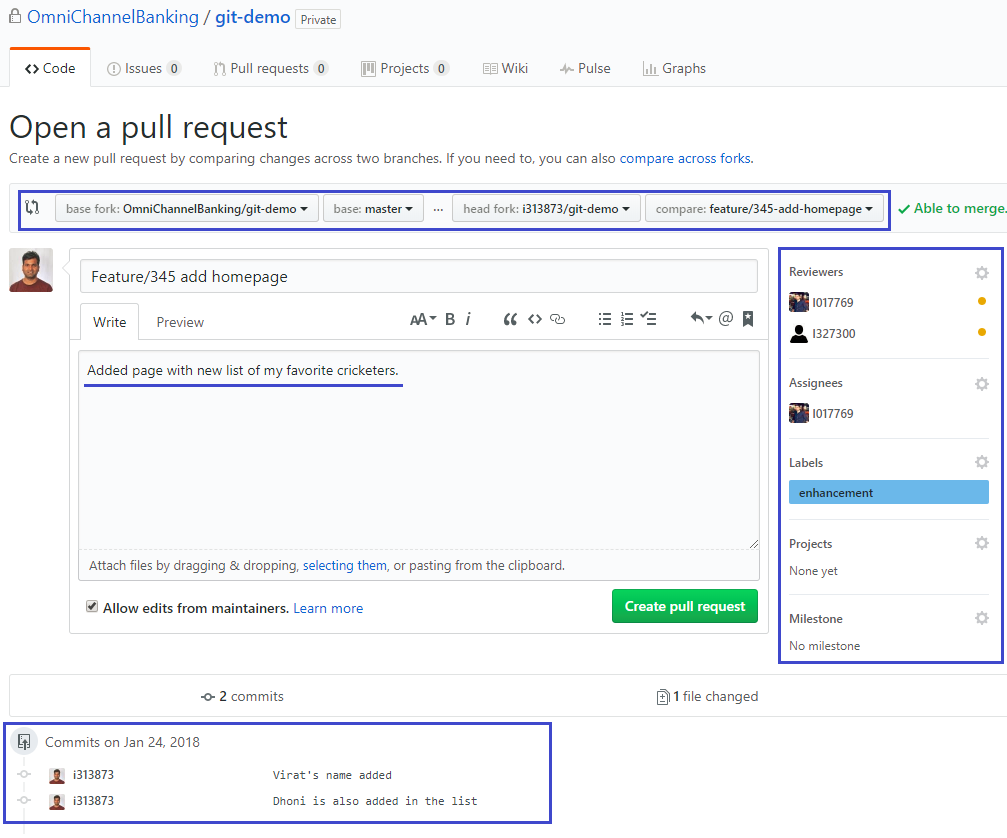 OmniChannelBanking / git-demo Private
Code Issues 0 Pull requests 0 Projects 0 Wiki Pulse Graphs
Open a pull request
Create a new pull request by comparing changes across two branches. If you need to, you can also compare across forks.
base fork: OmniChannelBanking/git-demo base: master ... head fork: i313873/git-demo compare: feature/345-add-homepage Able to merge.
Feature/345 add homepage
Write Preview
AA B i @
Added page with new list of my favorite cricketers.
Attach files by dragging & dropping, selecting them, or pasting from the clipboard.
Allow edits from maintainers. Learn more
Create pull request
Reviewers
I017769
I327300
Assignees
I017769
Labels
enhancement
Projects
None yet
Milestone
No milestone
2 commits 1 file changed
Commits on Jan 24, 2018
i313873 Virat's name added
i313873 Dhoni is also added in the list